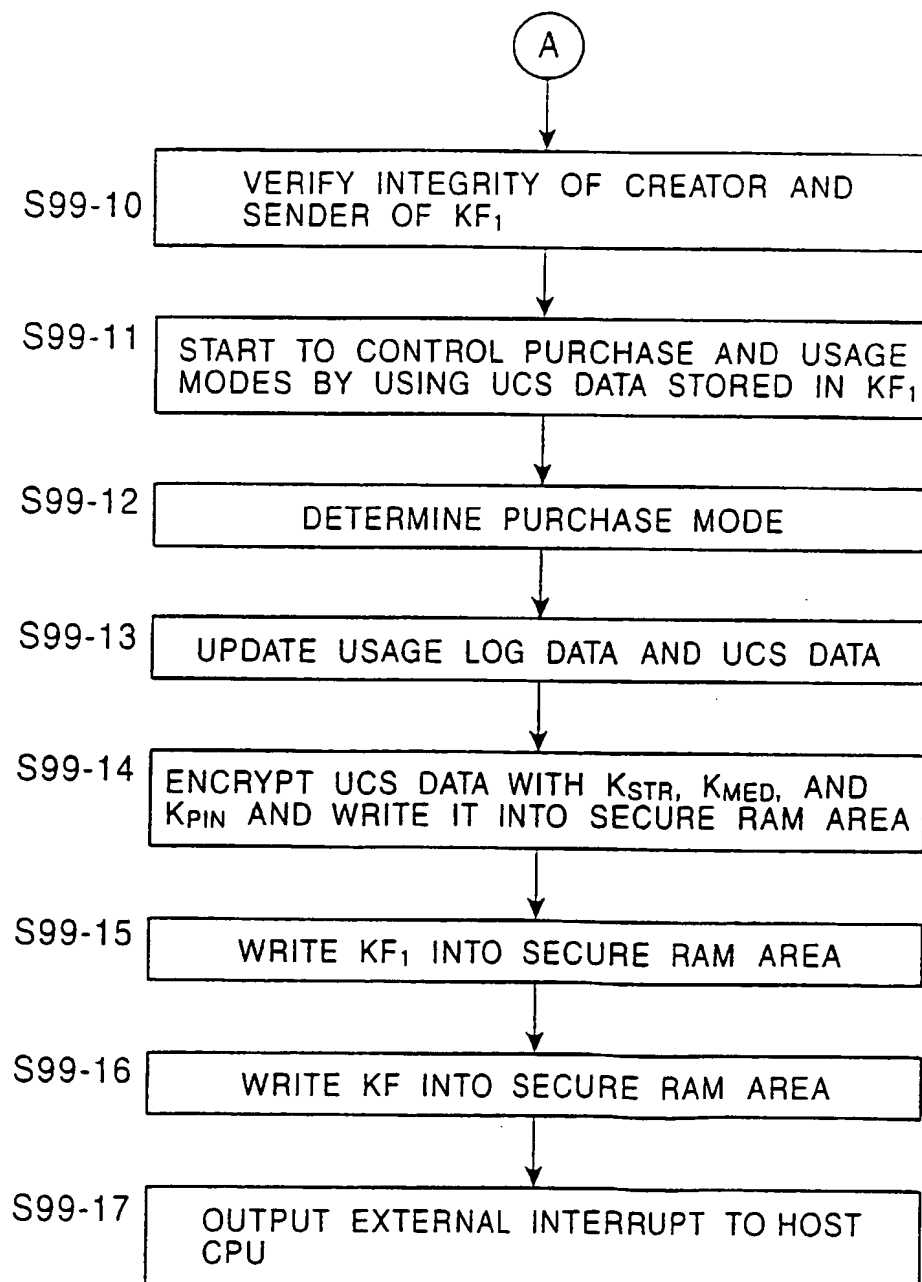 A
S99-10
VERIFY INTEGRITY OF CREATOR AND
SENDER OF KF₁
S99-11
START TO CONTROL PURCHASE AND USAGE
MODES BY USING UCS DATA STORED IN KF₁
S99-12
DETERMINE PURCHASE MODE
S99-13
UPDATE USAGE LOG DATA AND UCS DATA
S99-14
ENCRYPT UCS DATA WITH KSTR, KMED, AND
KPIN AND WRITE IT INTO SECURE RAM AREA
S99-15
WRITE KF₁ INTO SECURE RAM AREA
S99-16
WRITE KF INTO SECURE RAM AREA
S99-17
OUTPUT EXTERNAL INTERRUPT TO HOST
CPU